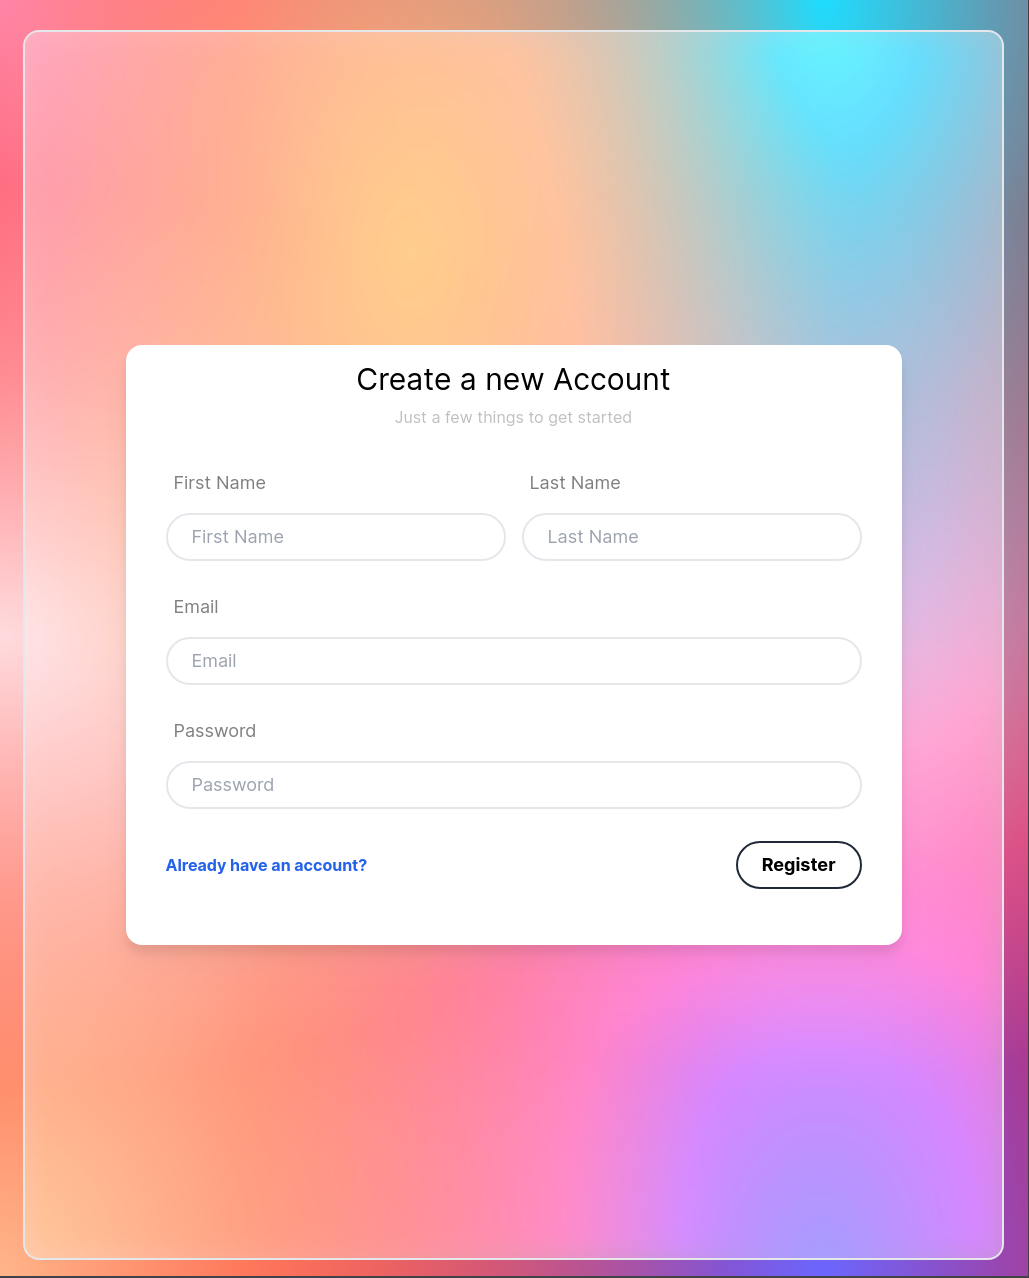 Create a new Account
Just a few things to get started
First Name
Last Name
First Name
Last Name
Email
Email
Password
Password
Already have an account?
Register